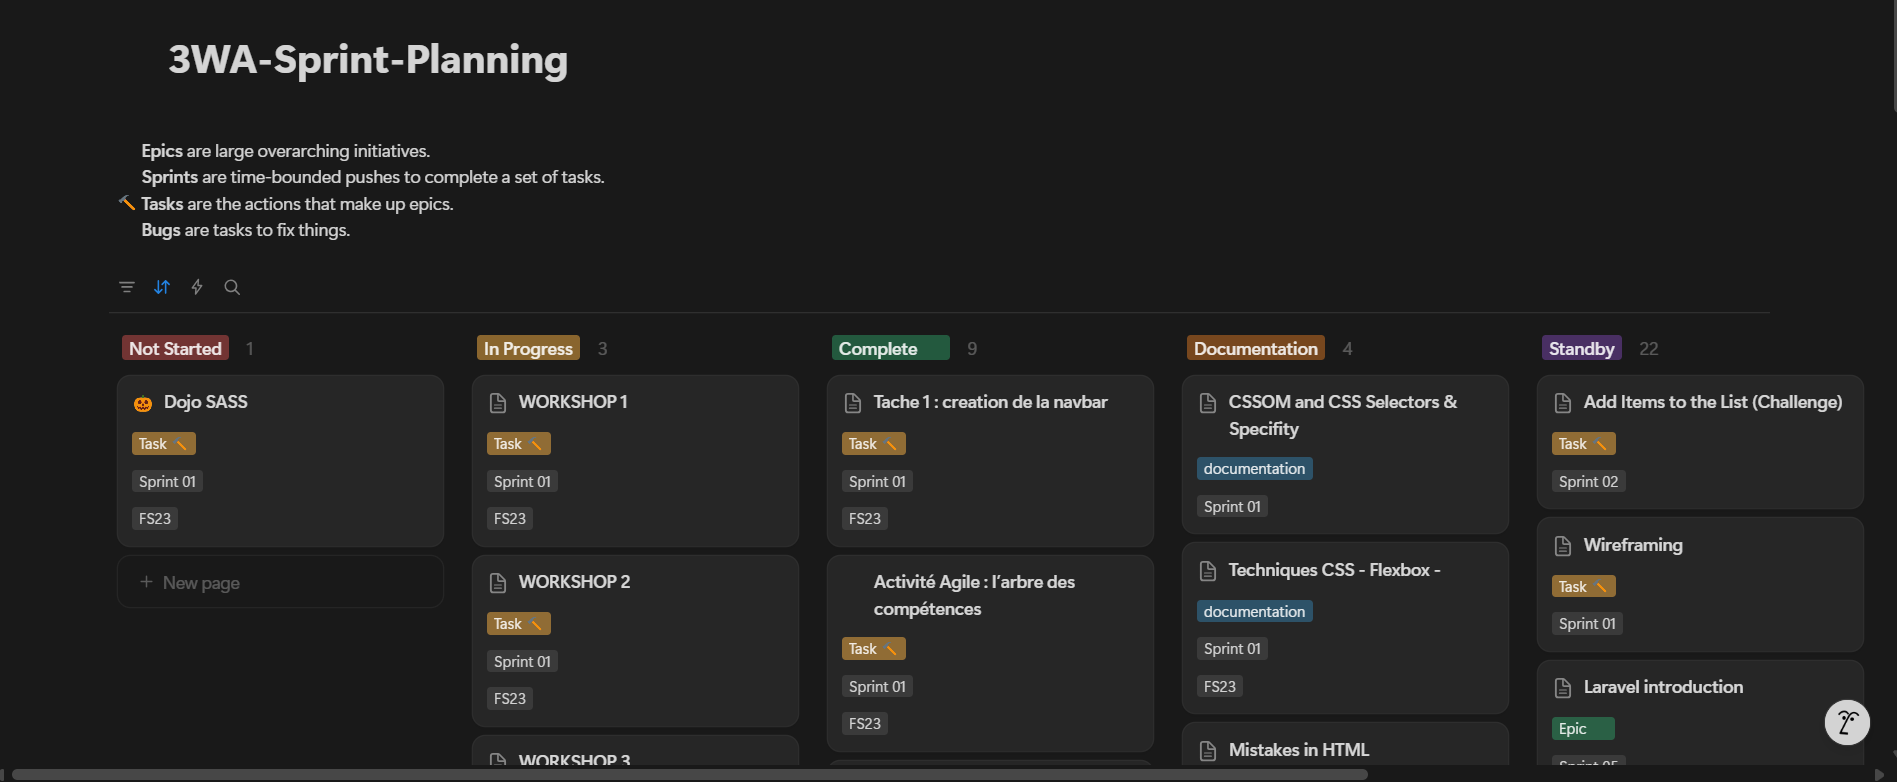 3WA-Sprint-Planning
Epics are large overarching initiatives.
Sprints are time-bounded pushes to complete a set of tasks.
Tasks are the actions that make up epics.
Bugs are tasks to fix things.
Not Started 1
Dojo SASS
Task
Sprint 01
FS23
+ New page
In Progress 3
WORKSHOP 1
Task
Sprint 01
FS23
WORKSHOP 2
Task
Sprint 01
FS23
WORKSHOP 3
Complete 9
Tache 1 : creation de la navbar
Task
Sprint 01
FS23
Activité Agile : l’arbre des
compétences
Task
Sprint 01
FS23
Documentation 4
CSSOM and CSS Selectors &
Specifity
documentation
Sprint 01
Techniques CSS - Flexbox -
documentation
Sprint 01
FS23
Mistakes in HTML
Standby 22
Add Items to the List (Challenge)
Task
Sprint 02
Wireframing
Task
Sprint 01
Laravel introduction
Epic